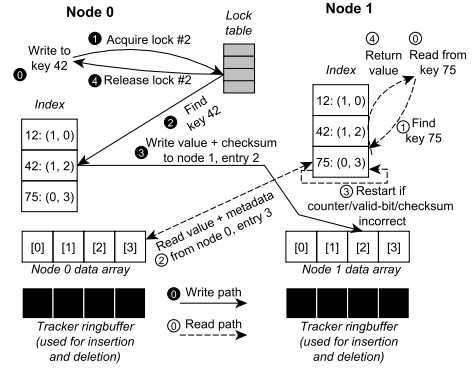 Node 0
Node 1
Lock
table
Write to
key 42
0
1 Acquire lock #2
4 Release lock #2
4 0
Return
value
Read from
key 75
Index
Index
2 Find
key 42
12: (1, 0)
42: (1, 2)
75: (0, 3)
3 Write value + checksum
to node 1, entry 2
12: (1, 0)
42: (1, 2)
75: (0, 3)
1 Find
key 75
3 Restart if
counter/valid-bit/checksum
incorrect
Read value + metadata
2 from node 0, entry 3
[0] [1] [2] [3]
Node 0 data array
[0] [1] [2] [3]
Node 1 data array
0 Write path
0 Read path
Tracker ringbuffer
(used for insertion
and deletion)
Tracker ringbuffer
(used for insertion
and deletion)